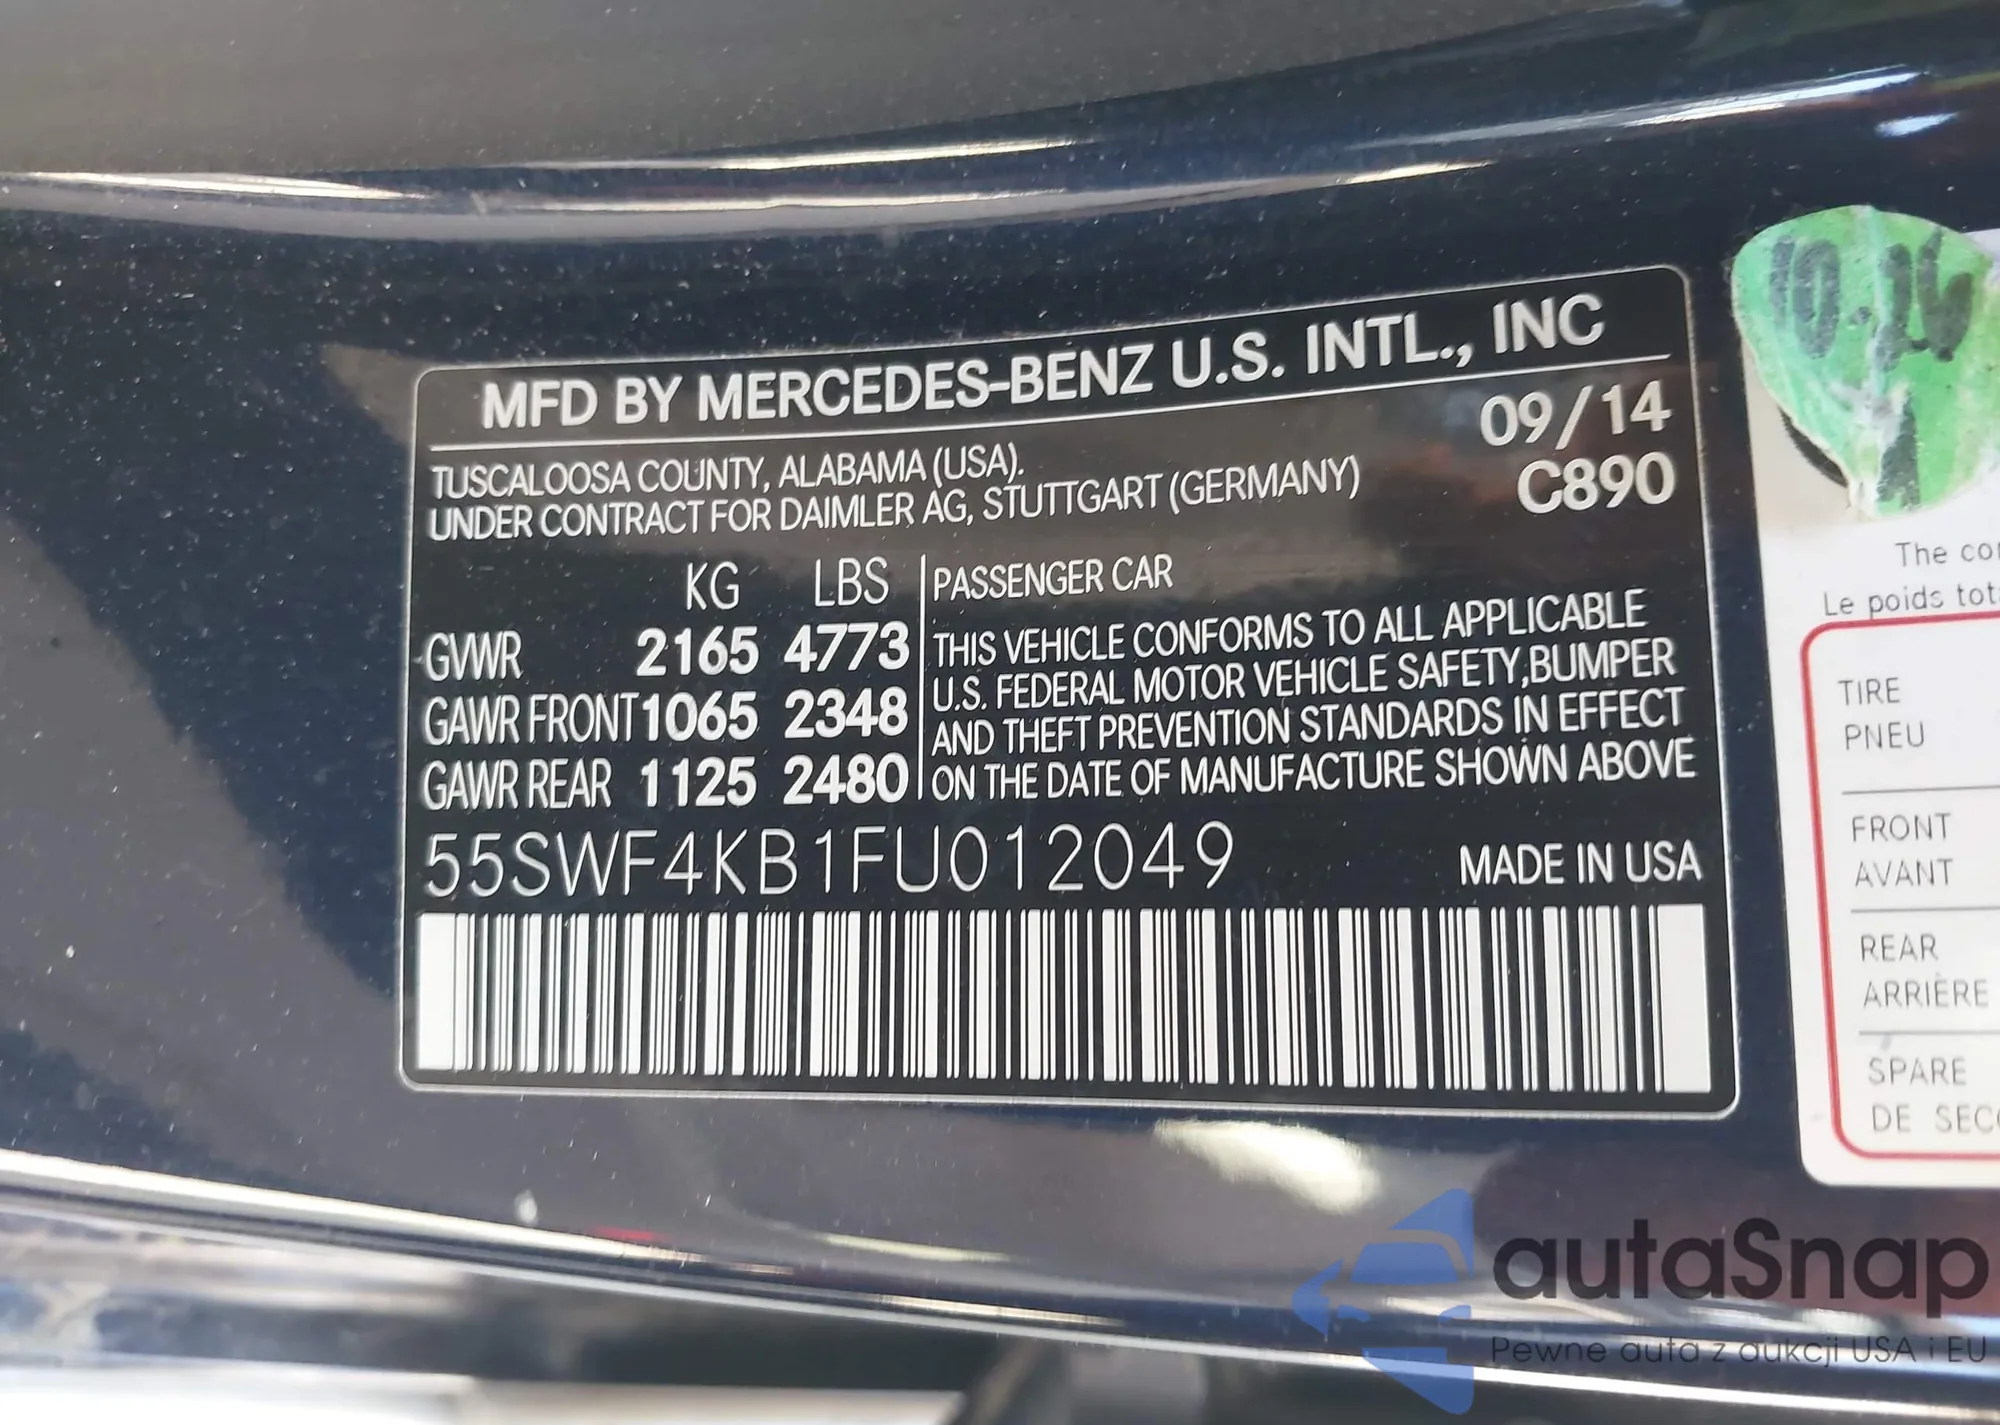 MFD BY MERCEDES-BENZ U.S. INTL., INC
09/14
TUSCALOOSA COUNTY, ALABAMA (USA).
UNDER CONTRACT FOR DAIMLER AG, STUTTGART (GERMANY)
C890
KG LBS
GVWR 2165 4773
GAWR FRONT 1065 2348
GAWR REAR 1125 2480
PASSENGER CAR
THIS VEHICLE CONFORMS TO ALL APPLICABLE
U.S. FEDERAL MOTOR VEHICLE SAFETY, BUMPER
AND THEFT PREVENTION STANDARDS IN EFFECT
ON THE DATE OF MANUFACTURE SHOWN ABOVE
55SWF4KB1FU012049
MADE IN USA
The
Le poids
TIRE
PNEU
FRONT
AVANT
REAR
ARRIÈRE
SPARE
DE
autaSnap
Pewne auta z aukcji USA i EU